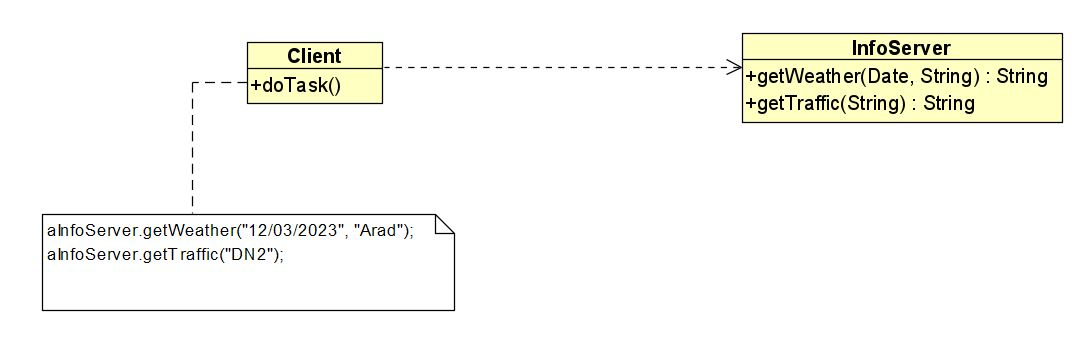 Client
+doTask()
InfoServer
+getWeather(Date, String) : String
+getTraffic(String) : String
aInfoServer.getWeather("12/03/2023", "Arad");
aInfoServer.getTraffic("DN2");